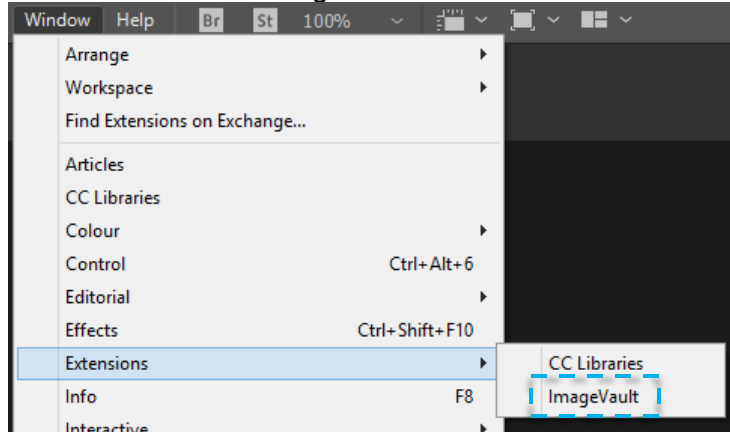 Window Help Br St 100%
Arrange
Workspace
Find Extensions on Exchange...
Articles
CC Libraries
Colour
Control Ctrl+Alt+6
Editorial
Effects Ctrl+Shift+F10
Extensions
CC Libraries
Info F8
ImageVault
Interactive